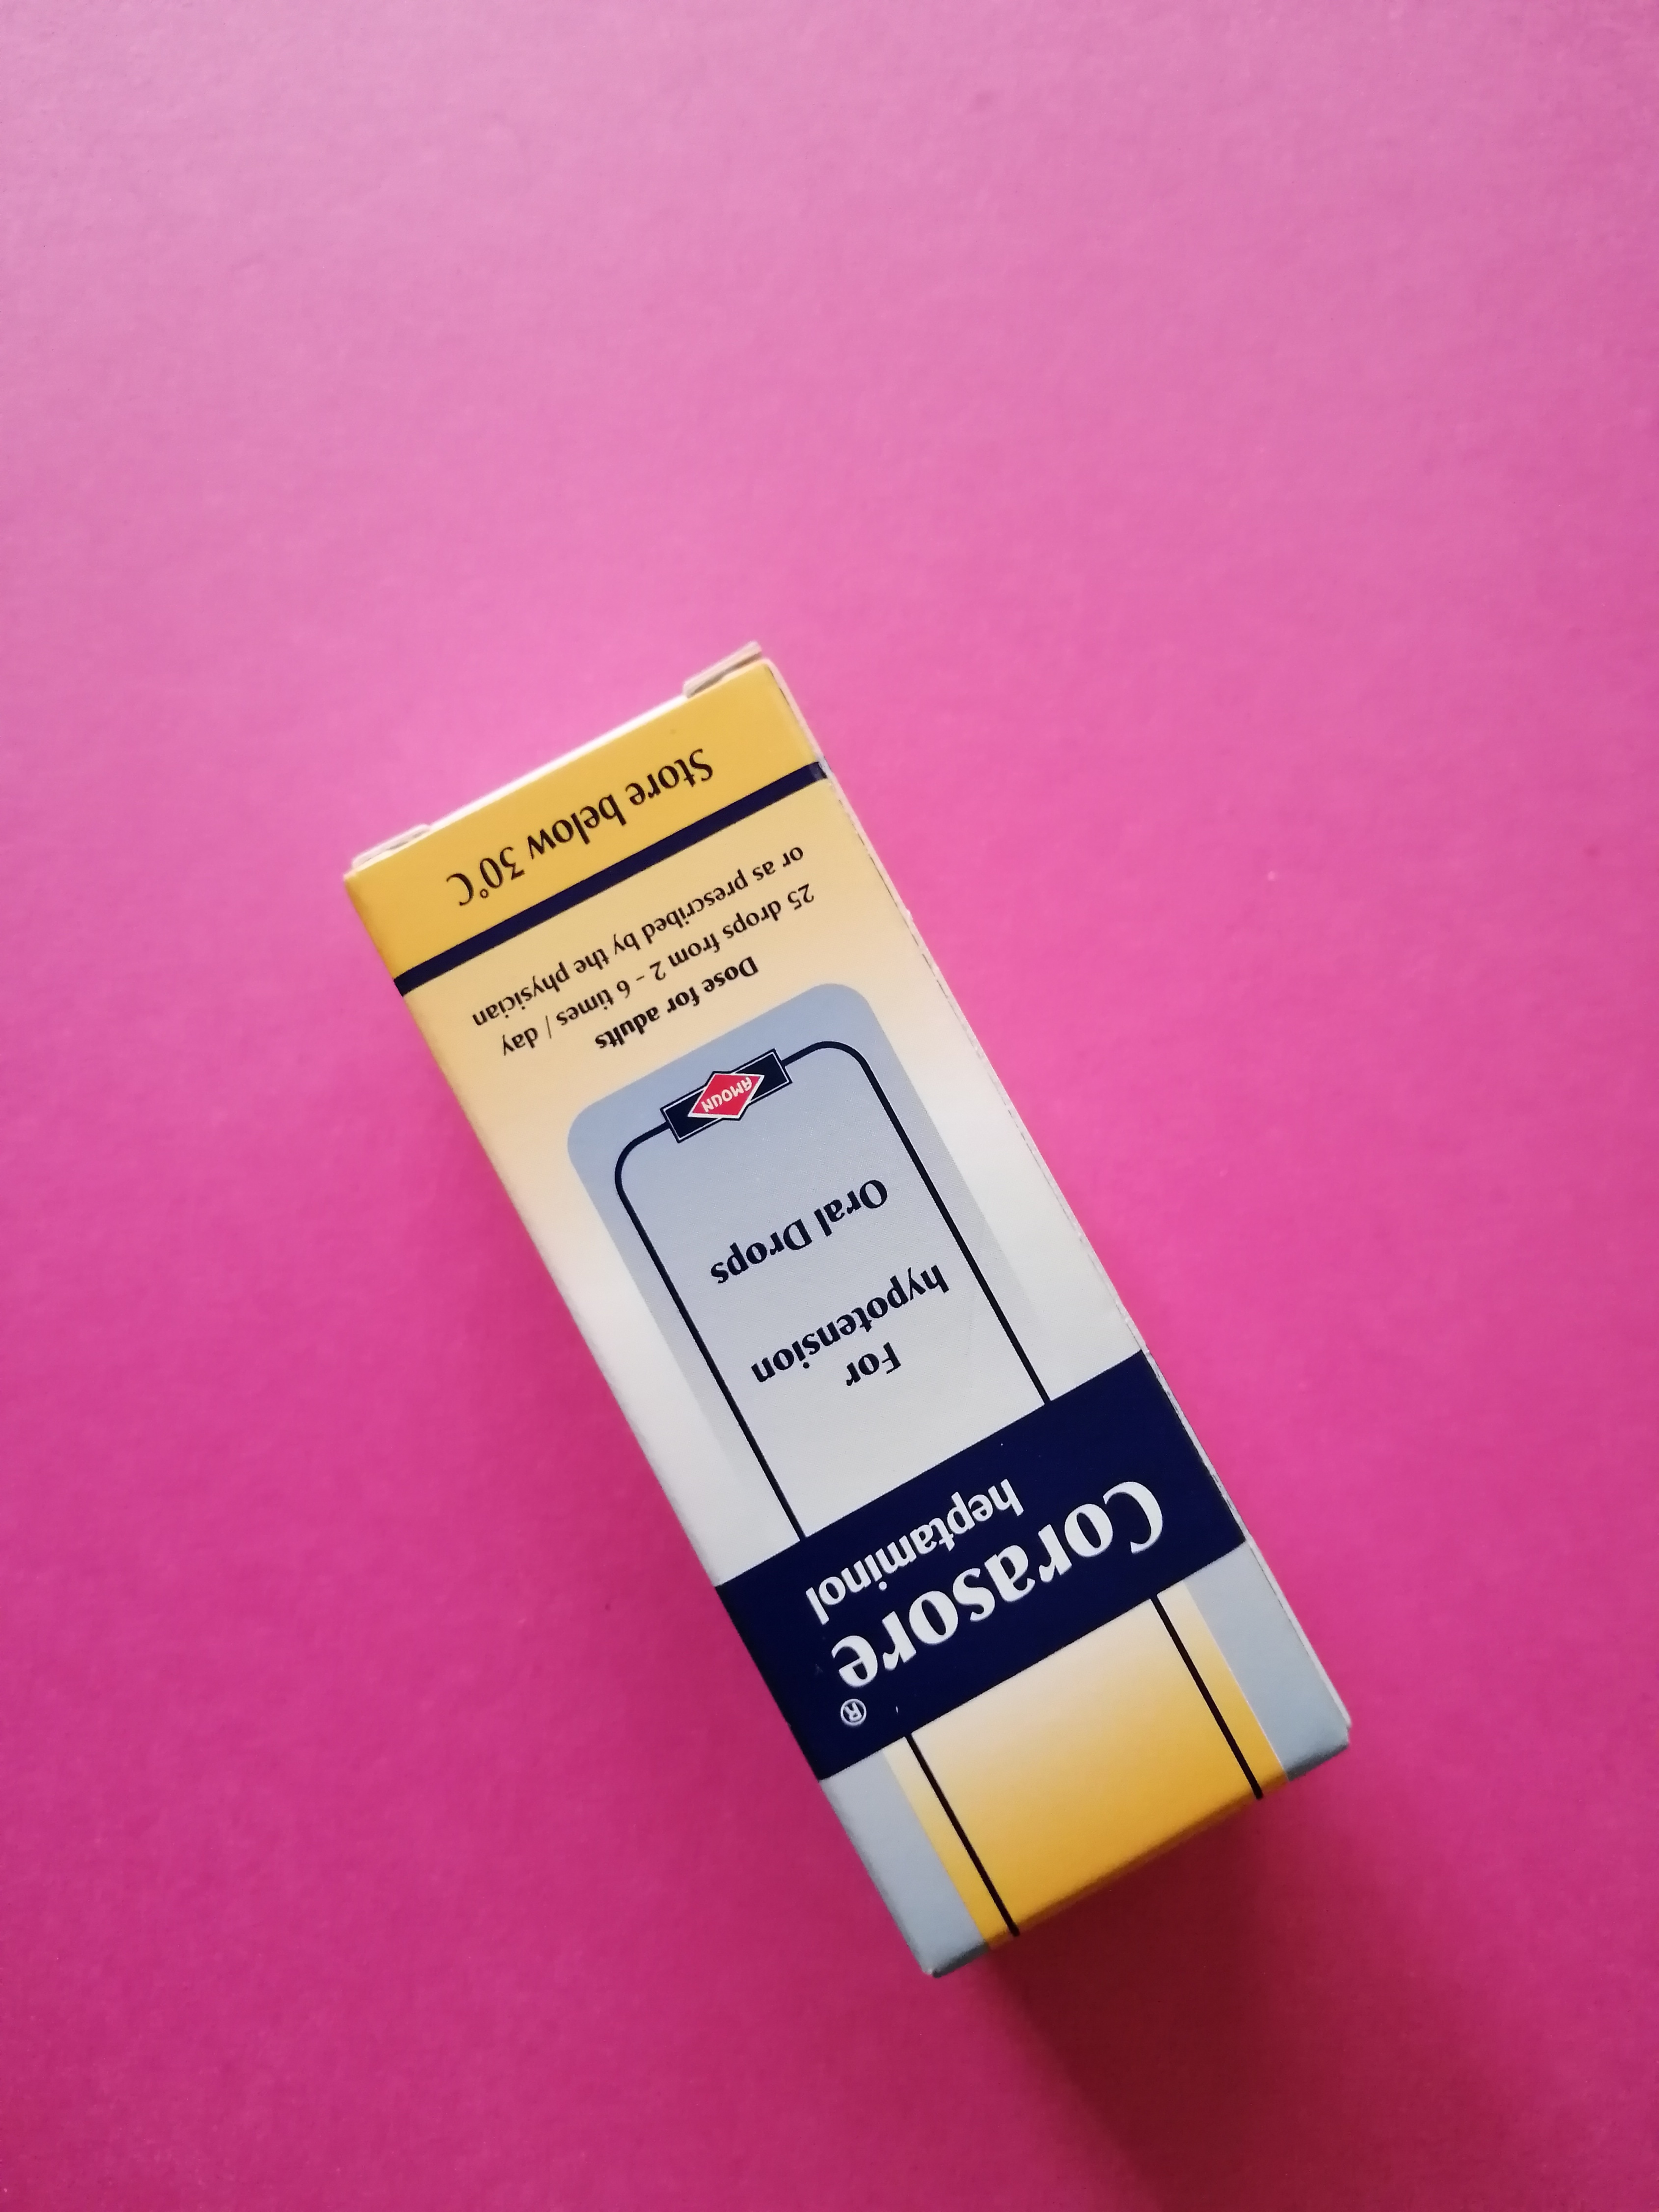 Corasore®
heptaminol
For
hypotension
Oral Drops
AMOUN
Dose for adults
25 drops from 2 - 6 times / day
or as prescribed by the physician
Store below 30°C